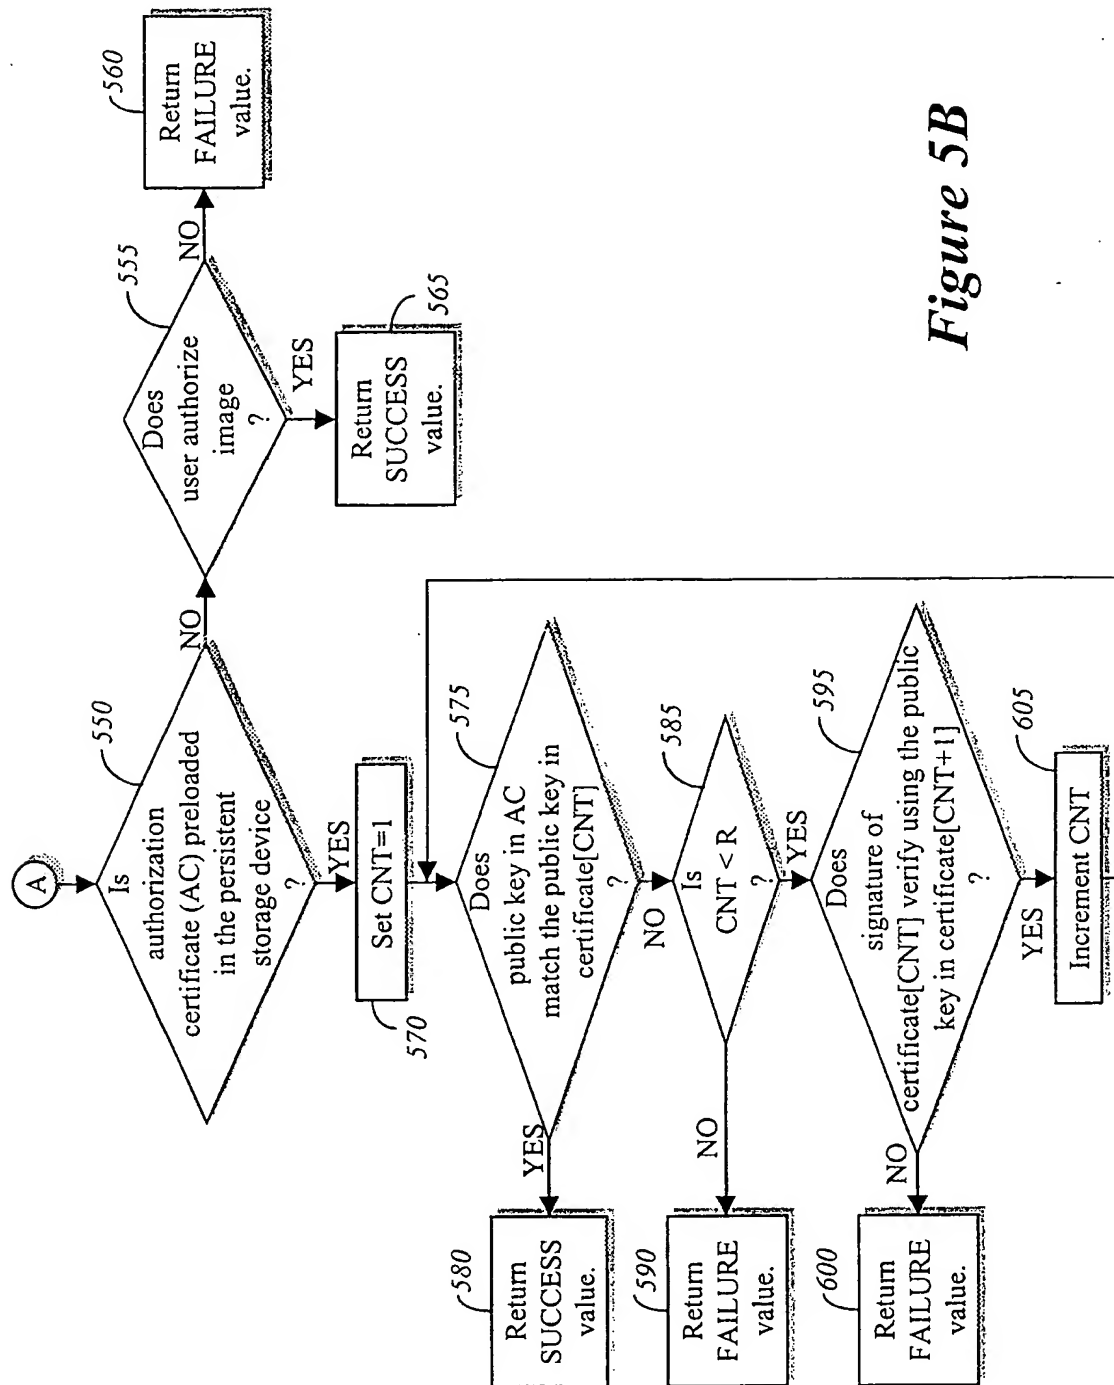 A
550
Is
authorization
certificate (AC) preloaded
in the persistent
storage device
?
NO
555
Does
user authorize
image
?
NO
560
Return
FAILURE
value.
YES
565
Return
SUCCESS
value.
YES
570
Set CNT=1
575
Does
public key in AC
match the public key in
certificate[CNT]
?
YES
580
Return
SUCCESS
value.
NO
585
Is
CNT < R
?
NO
590
Return
FAILURE
value.
YES
595
Does
signature of
certificate[CNT] verify using the public
key in certificate[CNT+1]
?
NO
600
Return
FAILURE
value.
YES
605
Increment CNT
Figure 5B